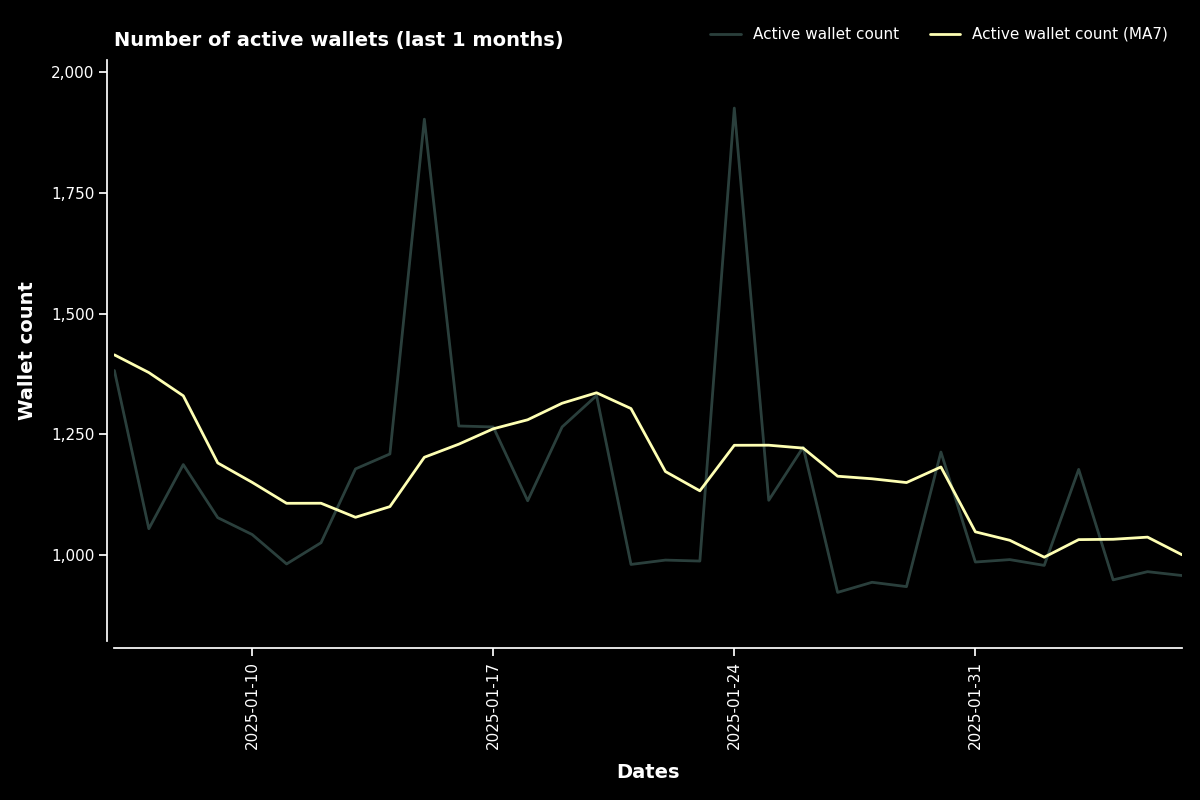 Number of active wallets (last 1 months)
Active wallet count
Active wallet count (MA7)
2,000
1,750
1,500
1,250
1,000
Wallet count
2025-01-10
2025-01-17
2025-01-24
2025-01-31
Dates